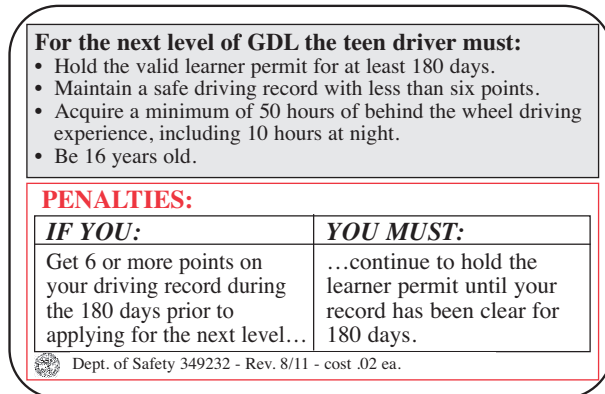 For the next level of GDL the teen driver must:
• Hold the valid learner permit for at least 180 days.
• Maintain a safe driving record with less than six points.
• Acquire a minimum of 50 hours of behind the wheel driving
experience, including 10 hours at night.
• Be 16 years old.
PENALTIES:
IF YOU:
Get 6 or more points on
your driving record during
the 180 days prior to
applying for the next level…
YOU MUST:
…continue to hold the
learner permit until your
record has been clear for
180 days.
Dept. of Safety 349232 - Rev. 8/11 - cost .02 ea.